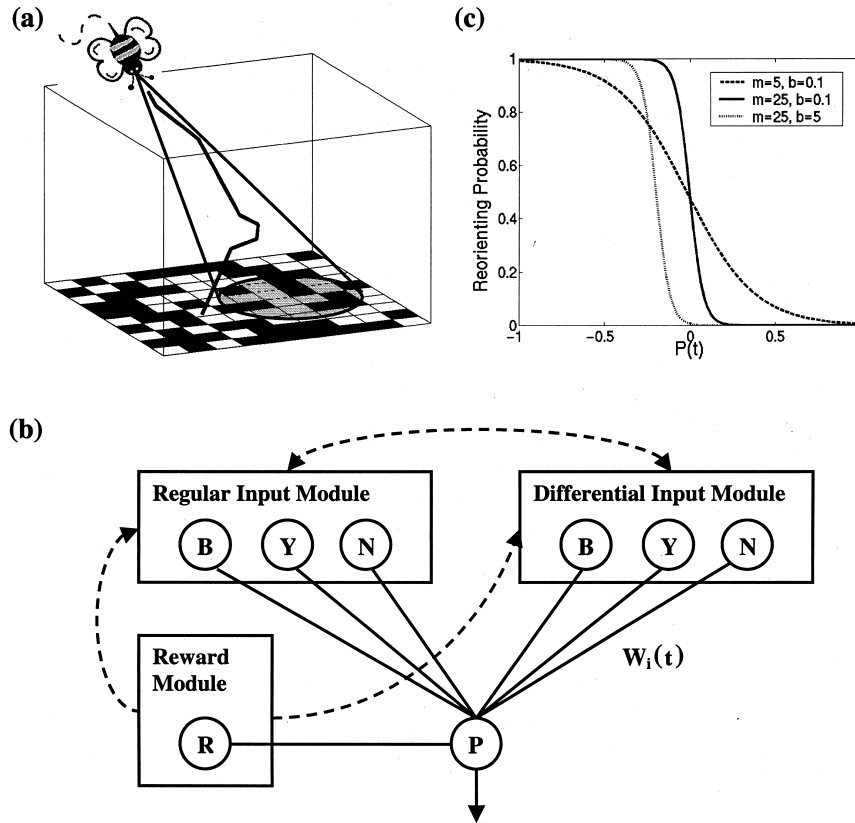 (a)
(c)
Reorienting Probability
1
0.8
0.6
0.4
0.2
0
-1
-0.5
0
0.5
P(t)
m=5, b=0.1
m=25, b=0.1
m=25, b=5
(b)
Regular Input Module
B Y N
Differential Input Module
B Y N
Reward
Module
R
P
Wi(t)